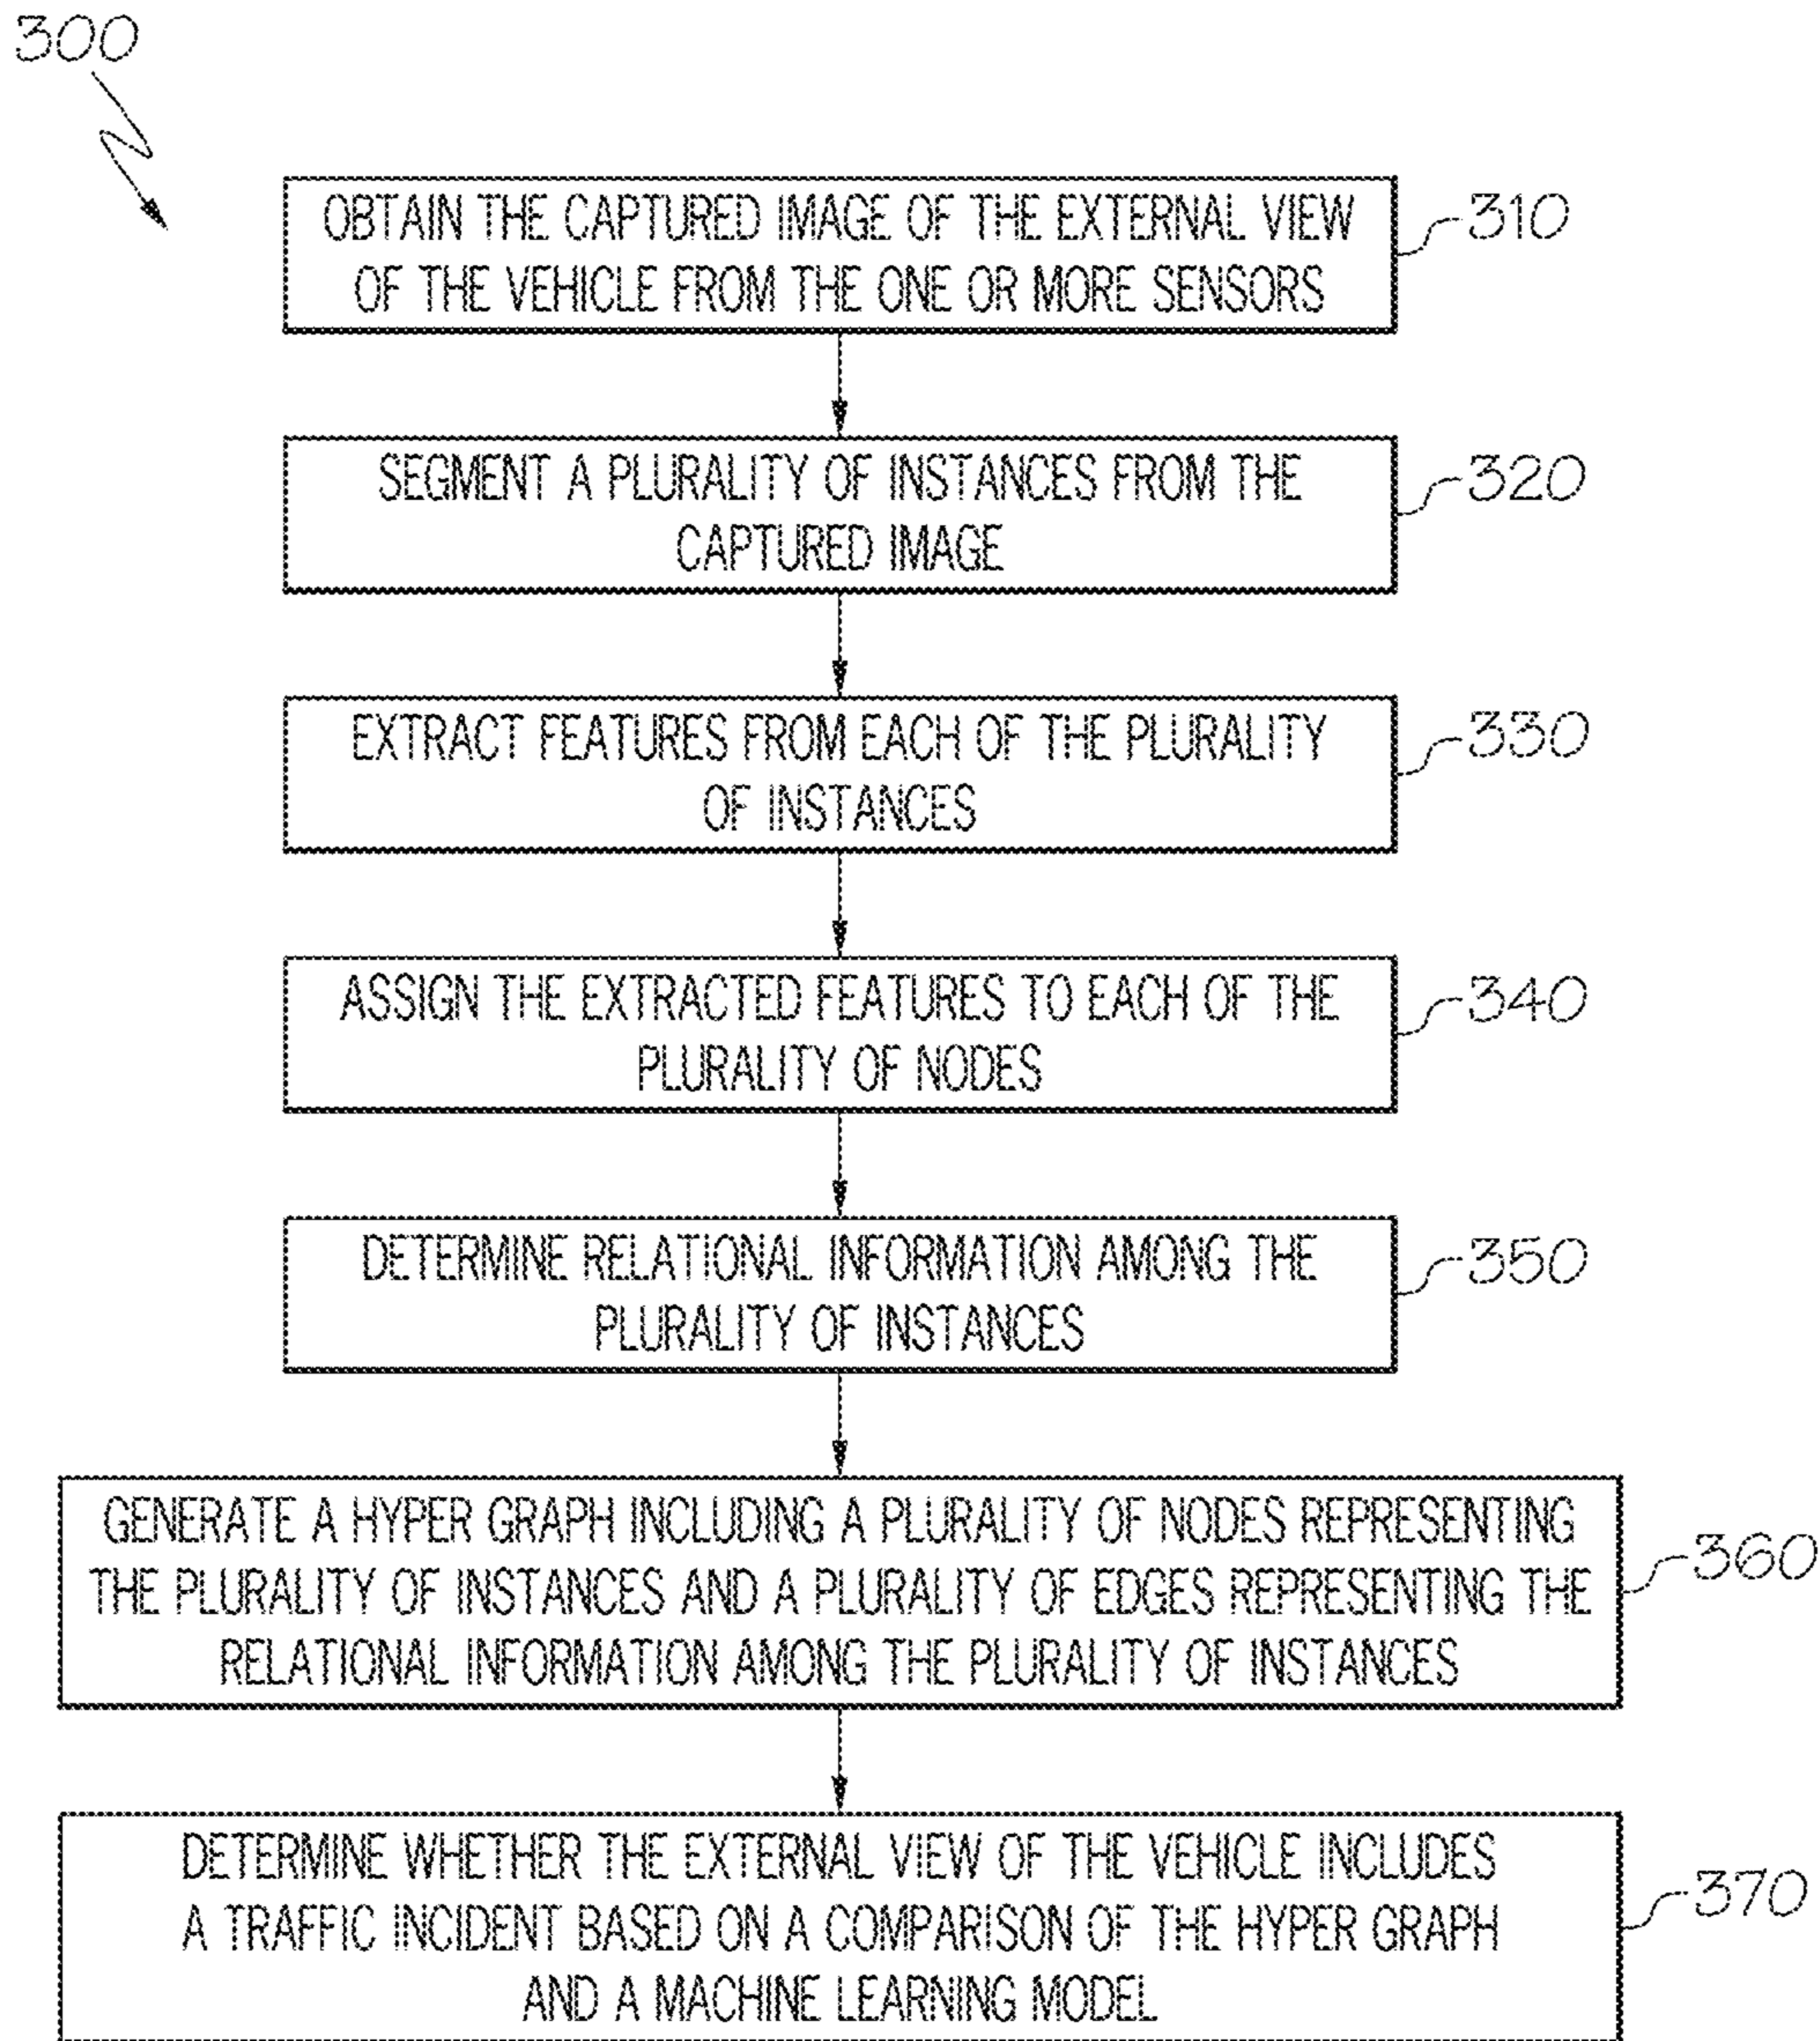 300
OBTAIN THE CAPTURED IMAGE OF THE EXTERNAL VIEW
OF THE VEHICLE FROM THE ONE OR MORE SENSORS
310
SEGMENT A PLURALITY OF INSTANCES FROM THE
CAPTURED IMAGE
320
EXTRACT FEATURES FROM EACH OF THE PLURALITY
OF INSTANCES
330
ASSIGN THE EXTRACTED FEATURES TO EACH OF THE
PLURALITY OF NODES
340
DETERMINE RELATIONAL INFORMATION AMONG THE
PLURALITY OF INSTANCES
350
GENERATE A HYPER GRAPH INCLUDING A PLURALITY OF NODES REPRESENTING
THE PLURALITY OF INSTANCES AND A PLURALITY OF EDGES REPRESENTING THE
RELATIONAL INFORMATION AMONG THE PLURALITY OF INSTANCES
360
DETERMINE WHETHER THE EXTERNAL VIEW OF THE VEHICLE INCLUDES
A TRAFFIC INCIDENT BASED ON A COMPARISON OF THE HYPER GRAPH
AND A MACHINE LEARNING MODEL
370